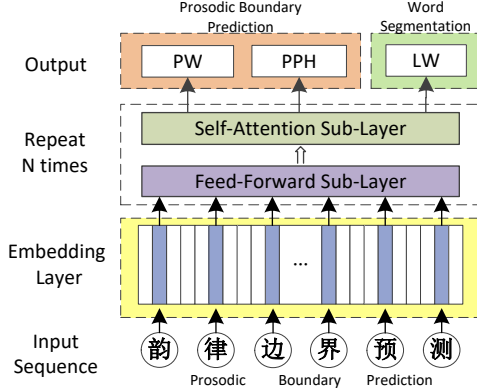 Prosodic Boundary
Prediction
Word
Segmentation
Output
PW
PPH
LW
Repeat
N times
Self-Attention Sub-Layer
Feed-Forward Sub-Layer
Embedding
Layer
...
Input
Sequence
韵 律 边 界 预 测
Prosodic Boundary Prediction